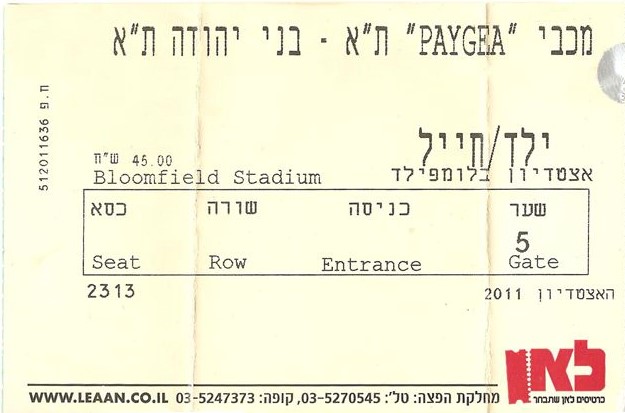 מכבי "PAYGEA" ת"א - בני יהודה ת"א
ח.פ 512011636
ילד/חייל
45.00 ש"ח
אצטדיון בלומפילד Bloomfield Stadium
שער כניסה שורה כסא
5
Seat Row Entrance Gate
האצטדיון 2011 2313
לאן
כרטיסים לאן שתבחר
מחלקת הפצה: טל': 03-5270545, קופה: 03-5247373 WWW.LEAAN.CO.IL